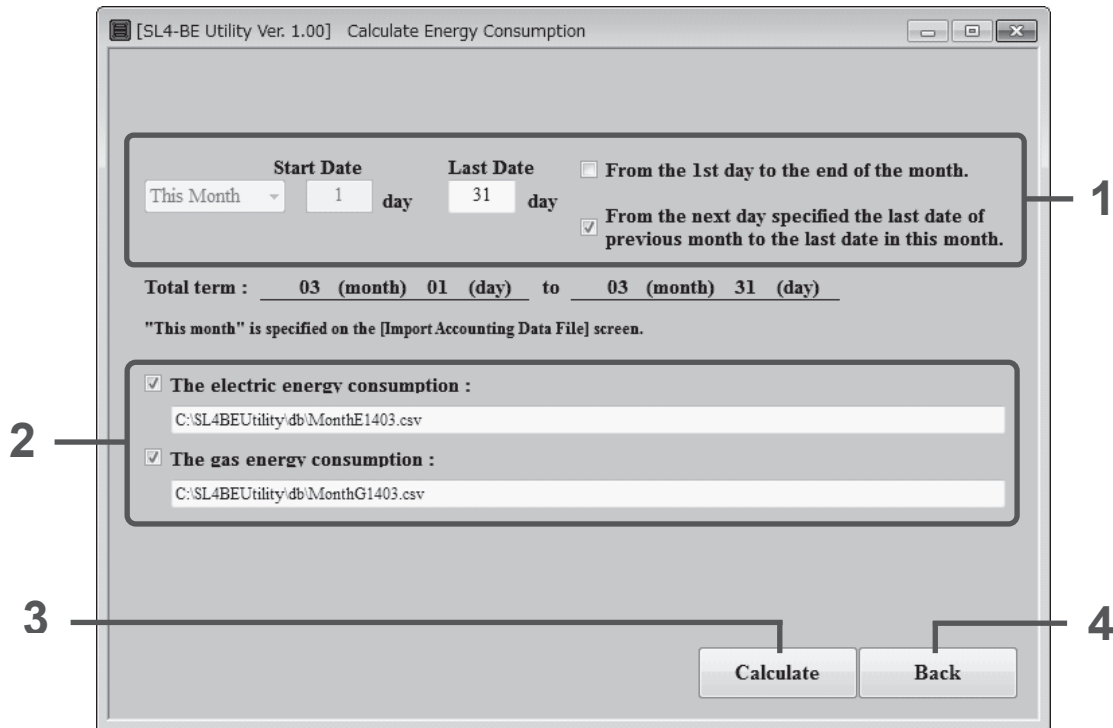 [SL4-BE Utility Ver. 1.00] Calculate Energy Consumption
Start Date
Last Date
This Month
1
day
31
day
From the 1st day to the end of the month.
From the next day specified the last date of
previous month to the last date in this month.
1
Total term : 03 (month) 01 (day) to 03 (month) 31 (day)
"This month" is specified on the [Import Accounting Data File] screen.
2
The electric energy consumption :
C:\SL4BEUtility\db\MonthE1403.csv
The gas energy consumption :
C:\SL4BEUtility\db\MonthG1403.csv
3
4
Calculate
Back